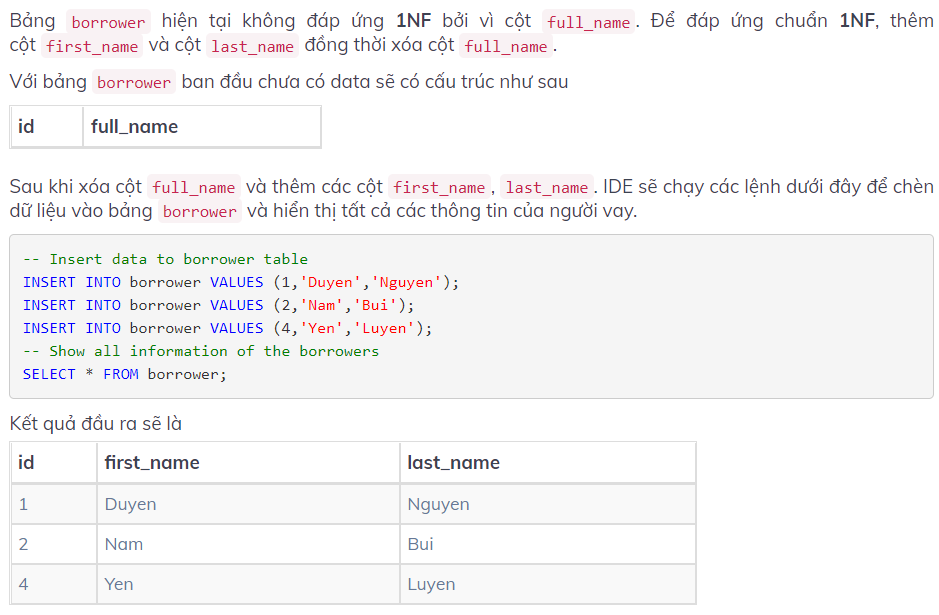 Bảng borrower hiện tại không đáp ứng 1NF bởi vì cột full_name. Để đáp ứng chuẩn 1NF, thêm
cột first_name và cột last_name đồng thời xóa cột full_name.
Với bảng borrower ban đầu chưa có data sẽ có cấu trúc như sau
id full_name
Sau khi xóa cột full_name và thêm các cột first_name, last_name. IDE sẽ chạy các lệnh dưới đây để chèn
dữ liệu vào bảng borrower và hiển thị tất cả các thông tin của người vay.
-- Insert data to borrower table
INSERT INTO borrower VALUES (1,'Duyen','Nguyen');
INSERT INTO borrower VALUES (2,'Nam','Bui');
INSERT INTO borrower VALUES (4,'Yen','Luyen');
-- Show all information of the borrowers
SELECT * FROM borrower;
Kết quả đầu ra sẽ là
id first_name last_name
1 Duyen Nguyen
2 Nam Bui
4 Yen Luyen